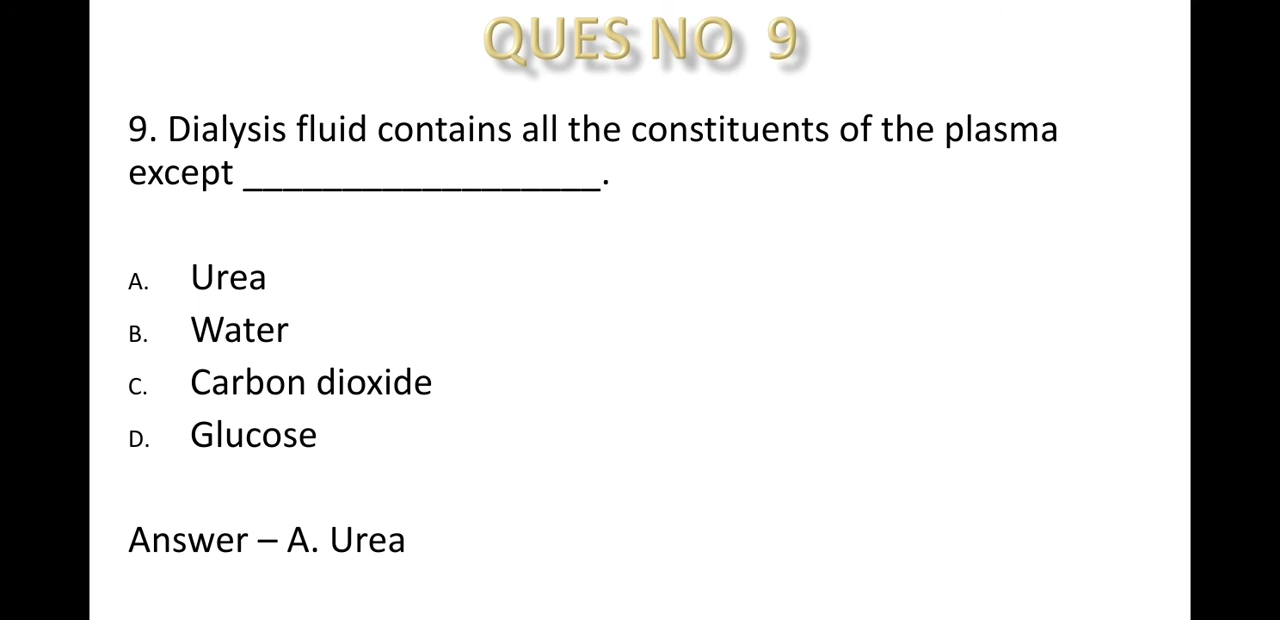 QUES NO 9
9. Dialysis fluid contains all the constituents of the plasma
except __________________.
A. Urea
B. Water
C. Carbon dioxide
D. Glucose
Answer – A. Urea